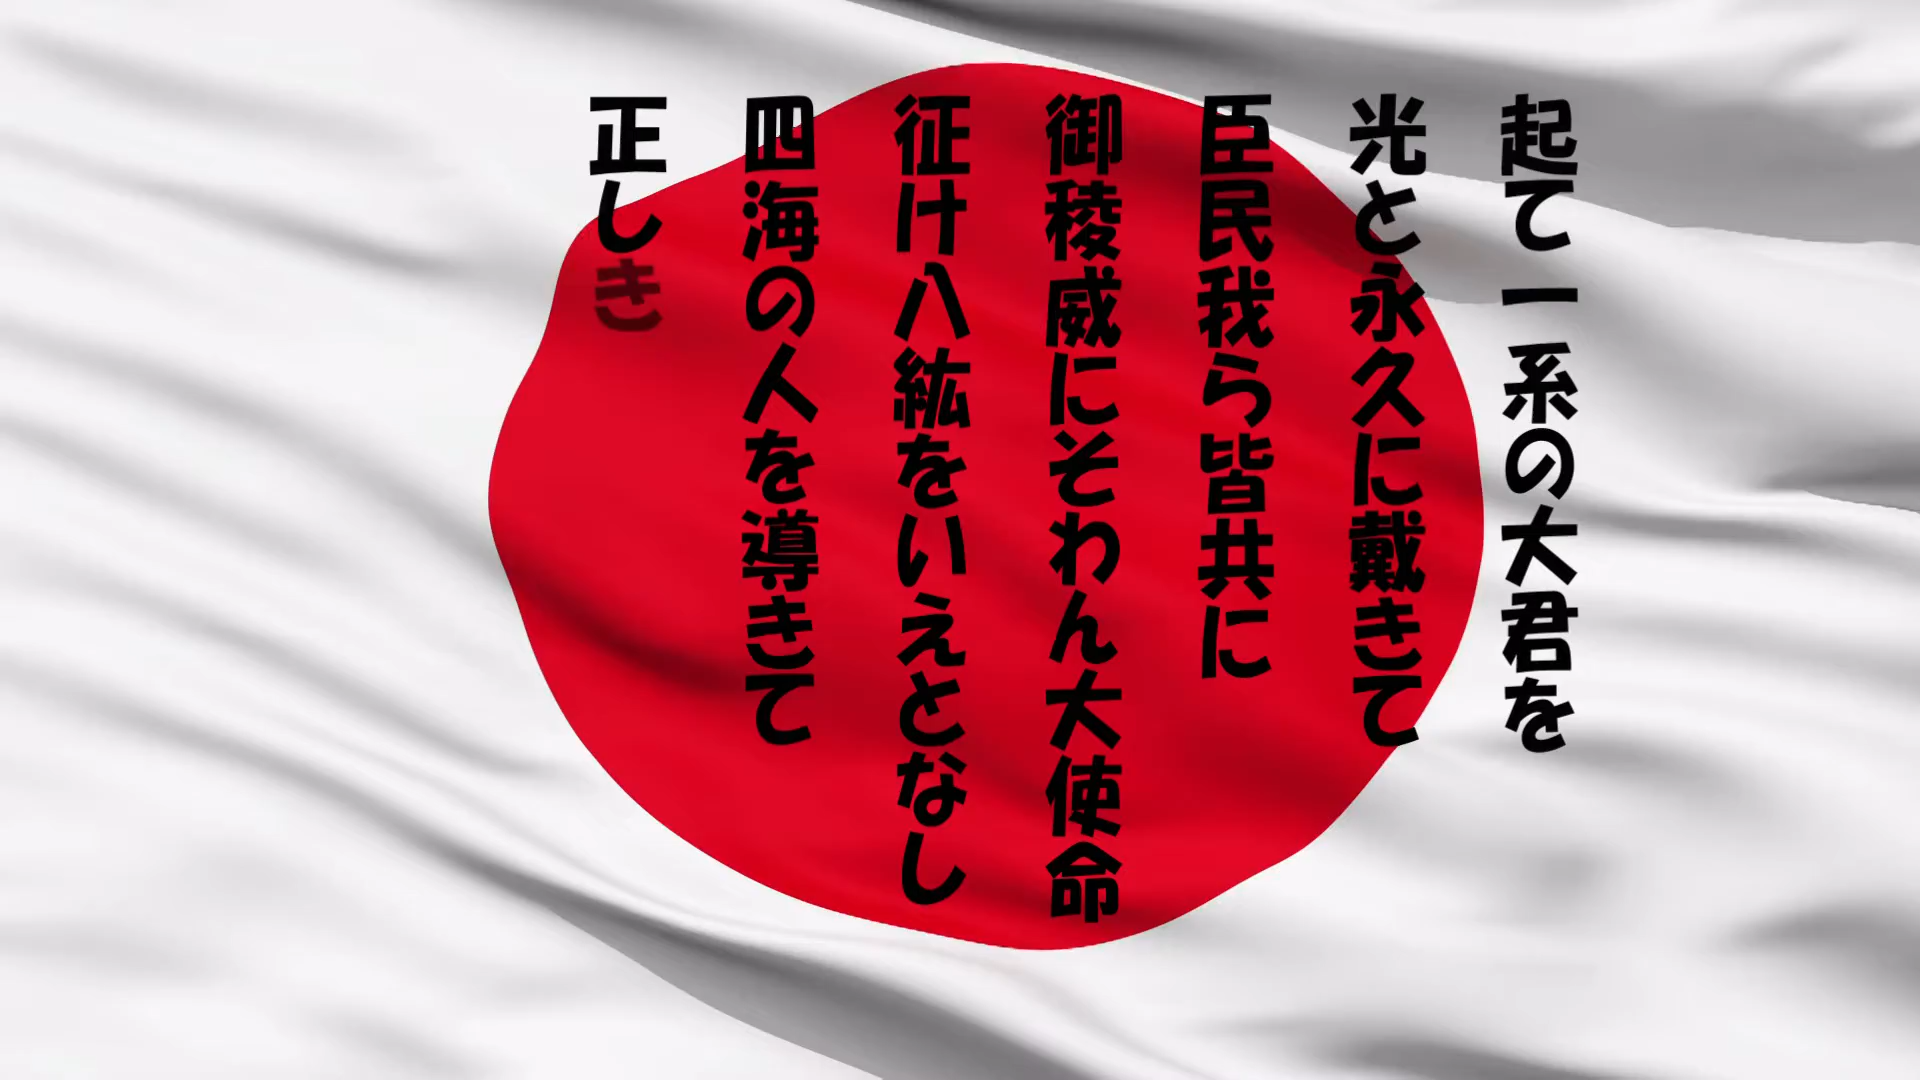 起て一系の大君を
光と永久に戴きて
臣民我ら皆共に
御稜威にそわん大使命
征け八紘をいえとなし
四海の人を導きて
正しき